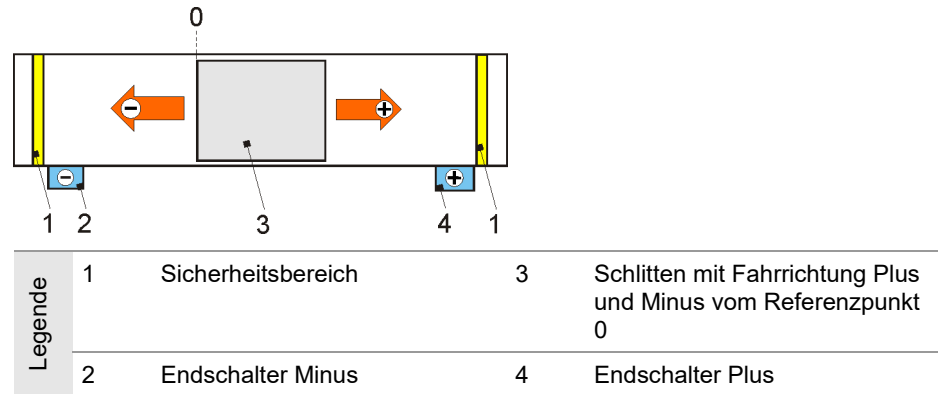 0
− +
− +
1 2 3 4 1
Legende
1 Sicherheitsbereich 3 Schlitten mit Fahrrichtung Plus
und Minus vom Referenzpunkt
0
2 Endschalter Minus 4 Endschalter Plus